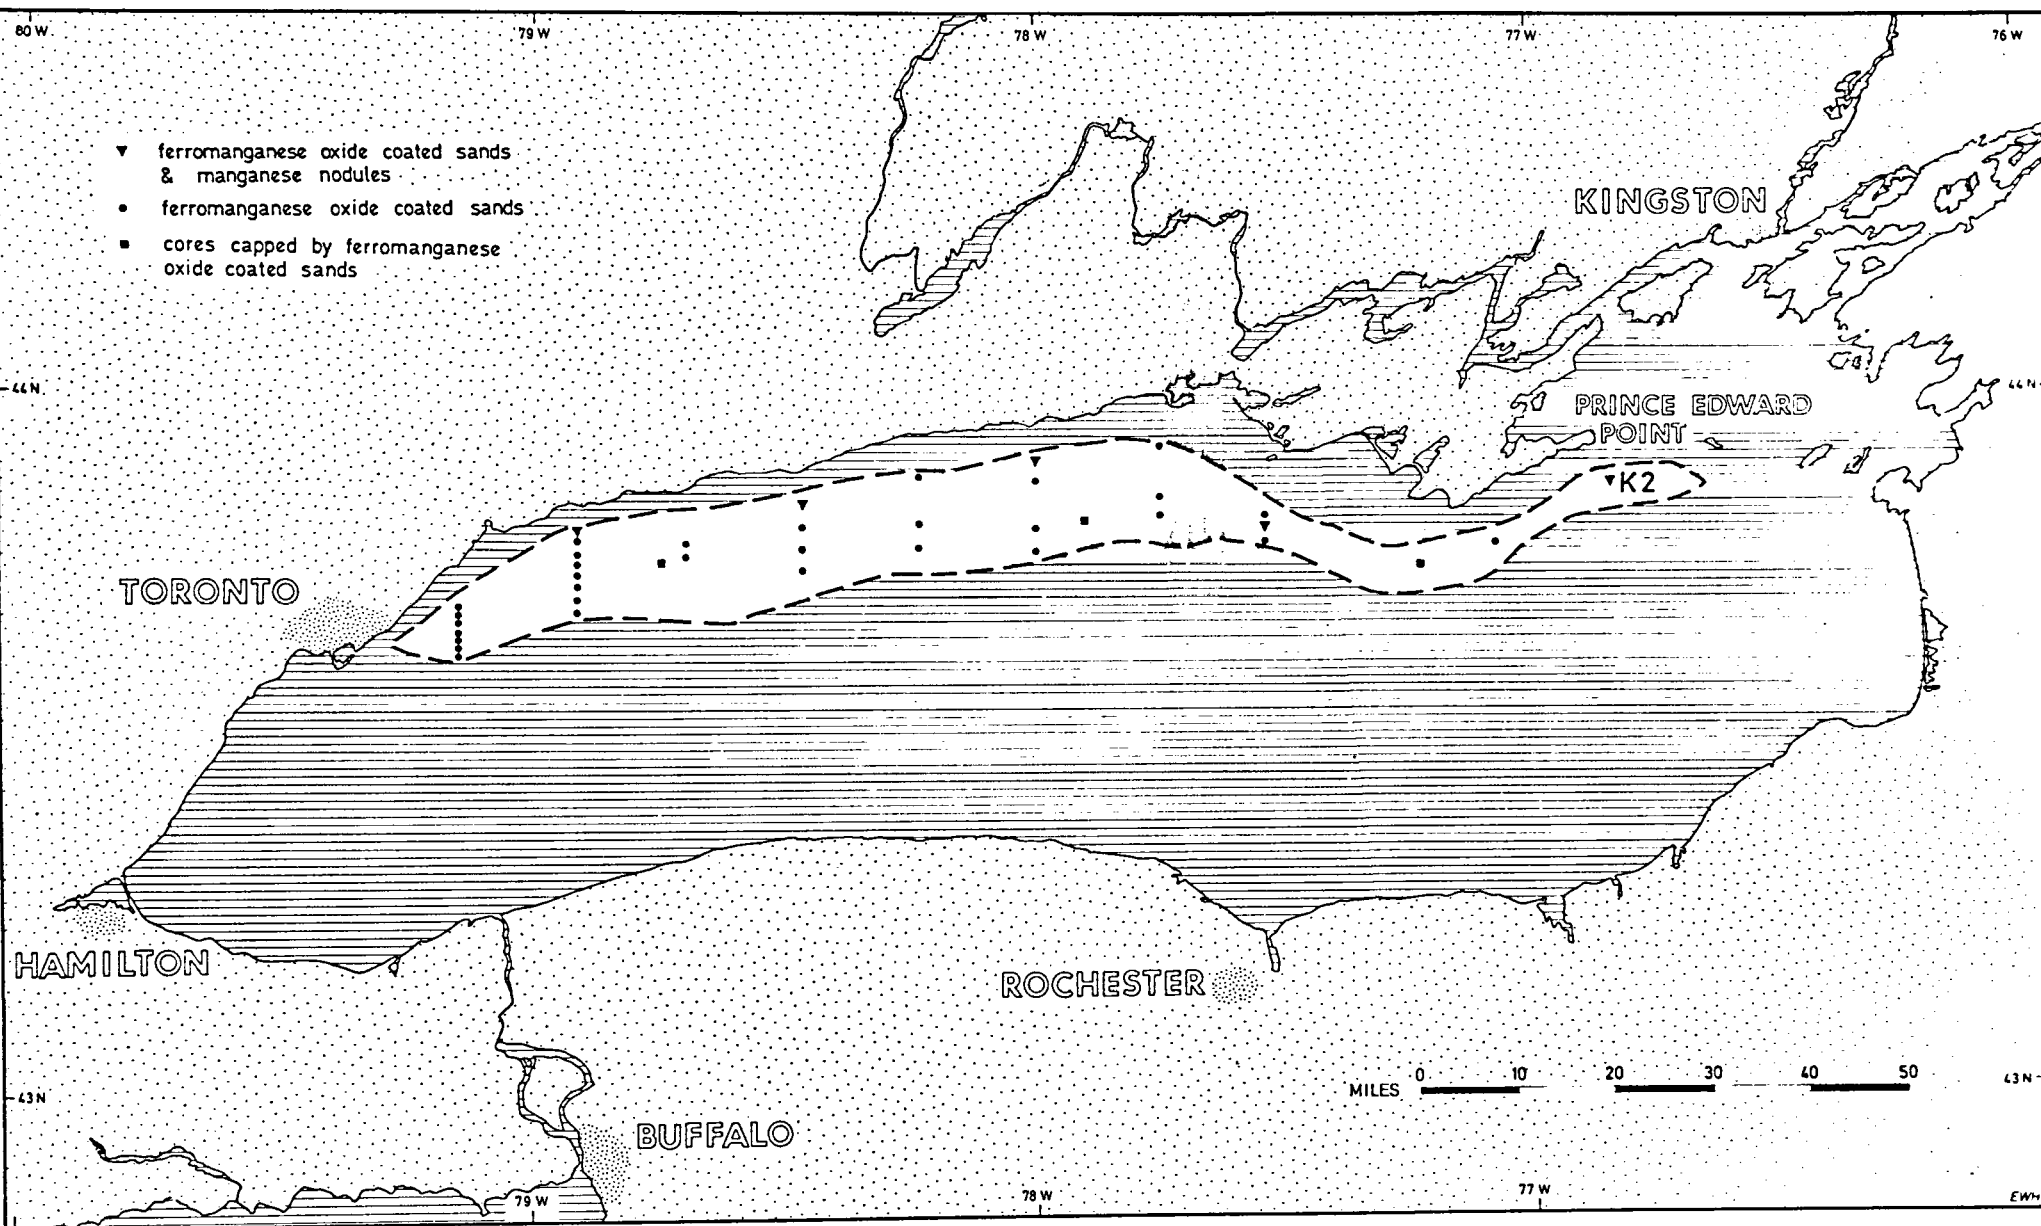 80 W
79 W
78 W
77 W
76 W
ferromanganese oxide coated sands
& manganese nodules
ferromanganese oxide coated sands
cores capped by ferromanganese
oxide coated sands
KINGSTON
44 N
44 N
PRINCE EDWARD
POINT
K2
TORONTO
HAMILTON
ROCHESTER
MILES 0 10 20 30 40 50
43 N
43 N
BUFFALO
79 W
78 W
77 W
EWH